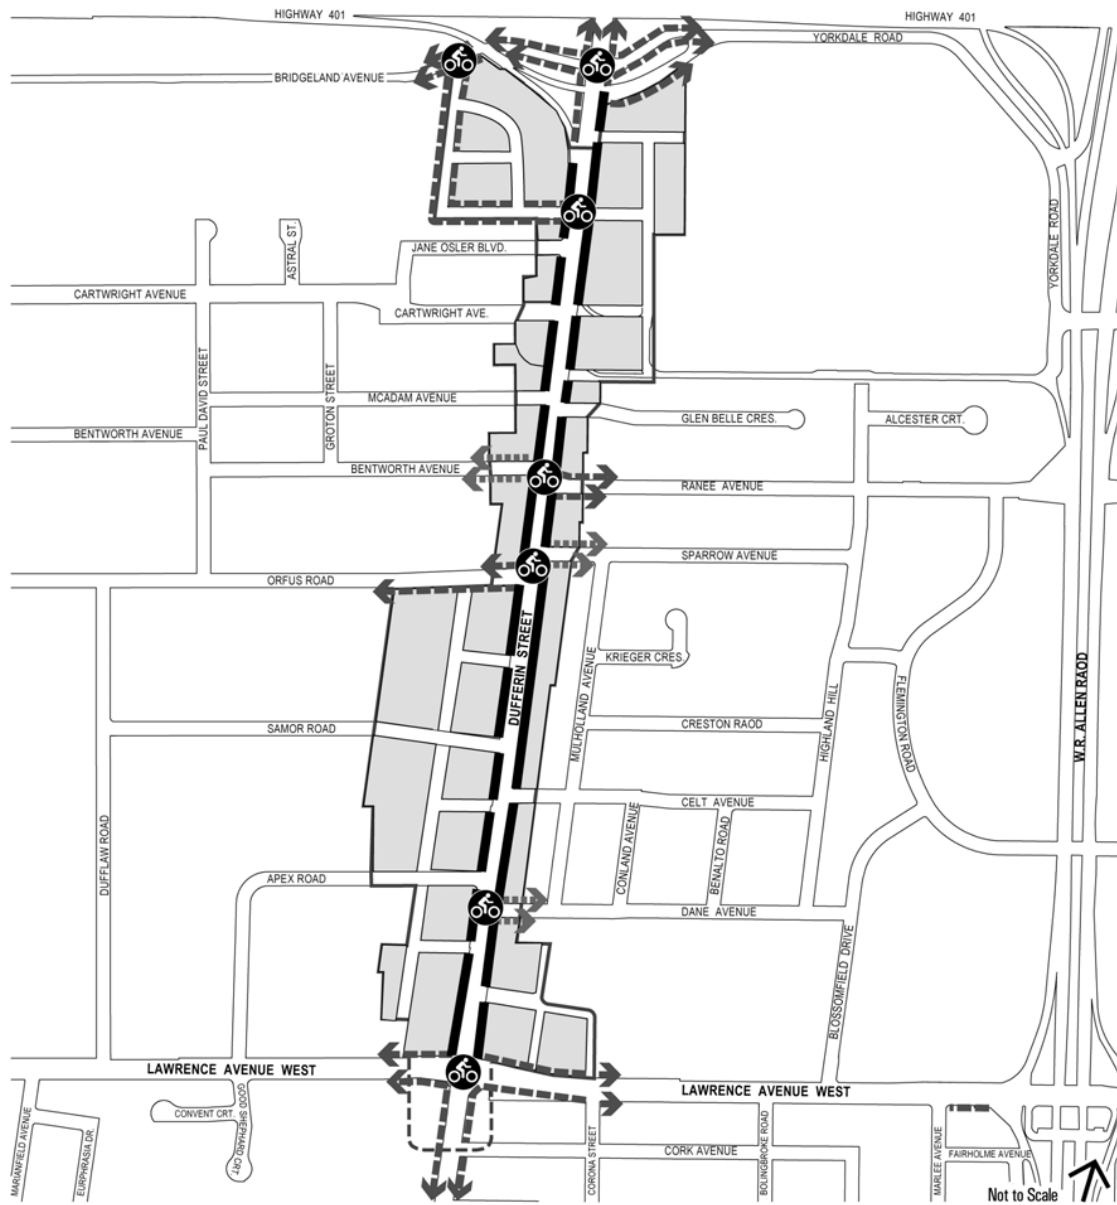 HIGHWAY 401
HIGHWAY 401
YORKDALE ROAD
BRIDGELAND AVENUE
YORKDALE ROAD
ASTRAL ST.
JANE OSLER BLVD.
CARTWRIGHT AVENUE
CARTWRIGHT AVE.
PAUL DAVID STREET
GROTON STREET
MCADAM AVENUE
GLEN BELLE CRES.
ALCESTER CRT.
BENTWORTH AVENUE
BENTWORTH AVENUE
RANEE AVENUE
SPARROW AVENUE
ORFUS ROAD
DUFFERIN STREET
KRIEGER CRES.
MULHOLLAND AVENUE
HIGHLAND HILL
FLEMINGTON ROAD
W.R. ALLEN RAOD
SAMOR ROAD
CRESTON RAOD
CELT AVENUE
DUFFLAW ROAD
CONLAND AVENUE
BENALTO ROAD
APEX ROAD
DANE AVENUE
BLOSSOMFIELD DRIVE
LAWRENCE AVENUE WEST
LAWRENCE AVENUE WEST
MARIANFIELD AVENUE
EURPHRASIA DR.
CONVENT CRT.
GOOD SHEPHARD CRT.
CORONA STREET
CORK AVENUE
BOLINGBROKE ROAD
MARLEE AVENUE
FAIRHOLME AVENUE
Not to Scale